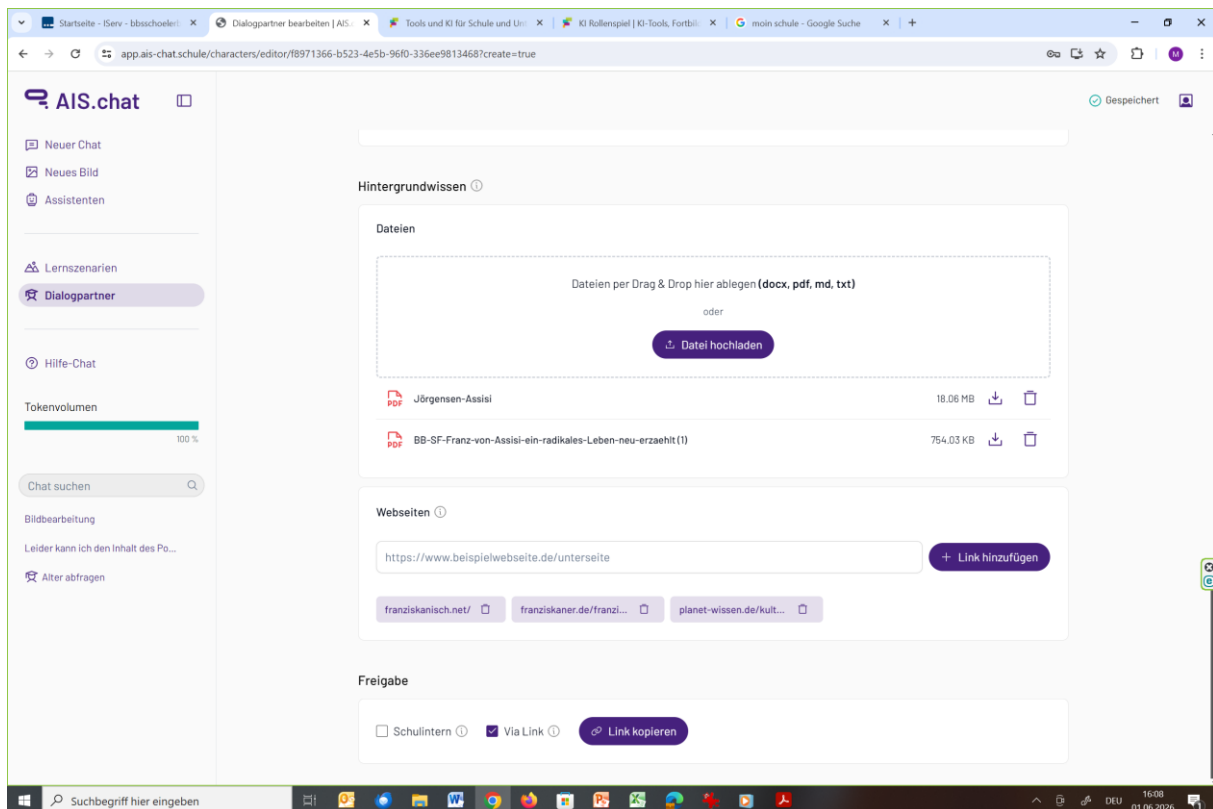 Startseite - IServ - bbsschoelerb
Dialogpartner bearbeiten | AIS.c
Tools und KI für Schule und Unt
KI Rollenspiel | KI-Tools, Fortbil
moin schule - Google Suche
app.ais-chat.schule/characters/editor/f8971366-b523-4e5b-96f0-336ee9813468?create=true
M
AIS.chat
Gespeichert
Neuer Chat
Neues Bild
Assistenten
Lernszenarien
Dialogpartner
Hilfe-Chat
Tokenvolumen
100 %
Chat suchen
Bildbearbeitung
Leider kann ich den Inhalt des Po...
Alter abfragen
Hintergrundwissen
Dateien
Dateien per Drag & Drop hier ablegen (docx, pdf, md, txt)
oder
Datei hochladen
PDF Jörgensen-Assisi 18.06 MB
PDF BB-SF-Franz-von-Assisi-ein-radikales-Leben-neu-erzaehlt (1) 754.03 KB
Webseiten
https://www.beispielwebseite.de/unterseite
+ Link hinzufügen
franziskanisch.net/ franziskaner.de/franzi... planet-wissen.de/kult...
Freigabe
Schulintern Via Link Link kopieren
Suchbegriff hier eingeben
DEU
16:08
01.06.2026